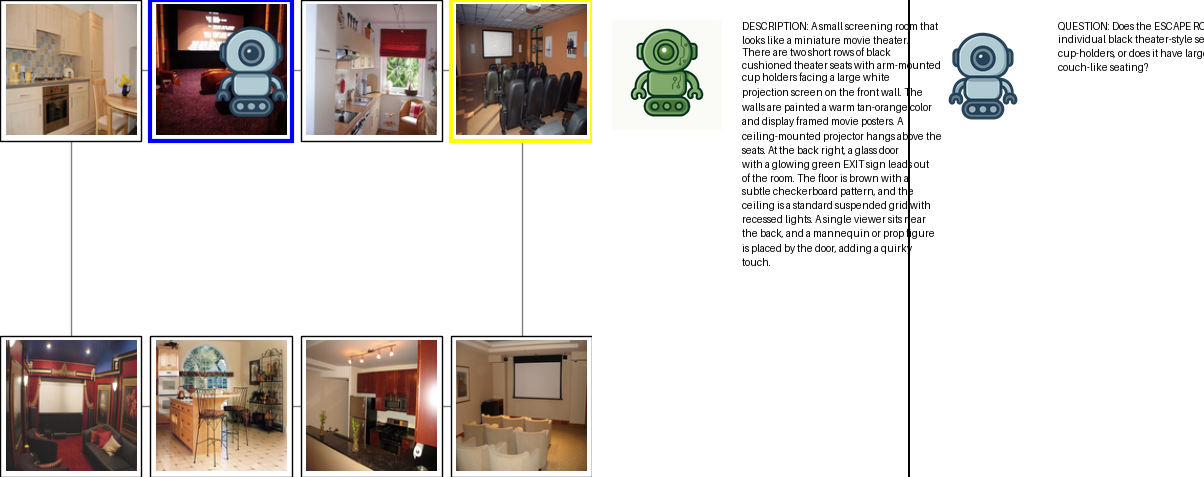 DESCRIPTION: A small screening room that
looks like a miniature movie theater.
There are two short rows of black
cushioned theater seats with arm-mounted
cup holders facing a large white
projection screen on the front wall. The
walls are painted a warm tan-orange color
and display framed movie posters. A
ceiling-mounted projector hangs above the
seats. At the back right, a glass door
with a glowing green EXIT sign leads out
of the room. The floor is brown with a
subtle checkerboard pattern, and the
ceiling is a standard suspended grid with
recessed lights. A single viewer sits near
the back, and a mannequin or prop figure
is placed by the door, adding a quirky
touch.
QUESTION: Does the ESCAPE RO
individual black theater-style se
cup-holders, or does it have larg
couch-like seating?